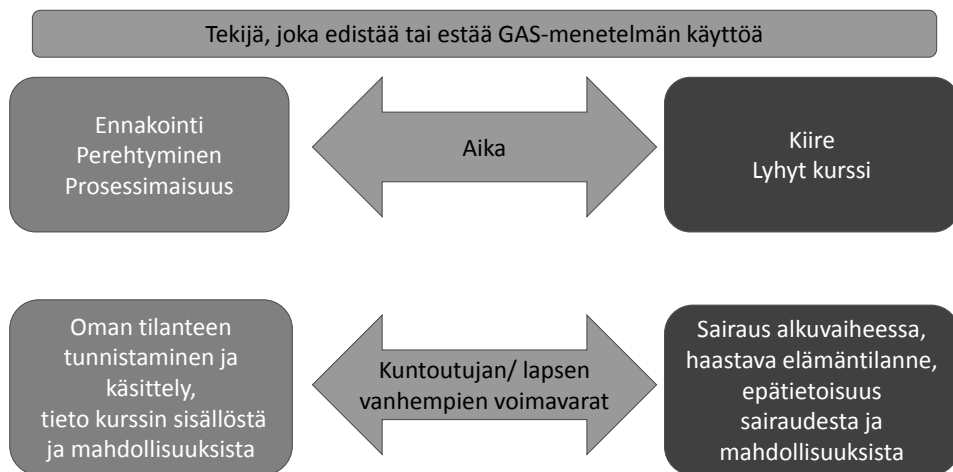 Tekijä, joka edistää tai estää GAS-menetelmän käyttöä
Ennakointi
Perehtyminen
Prosessimaisuus
Aika
Kiire
Lyhyt kurssi
Oman tilanteen
tunnistaminen ja
käsittely,
tieto kurssin sisällöstä
ja mahdollisuuksista
Kuntoutujan/ lapsen
vanhempien voimavarat
Sairaus alkuvaiheessa,
haastava elämäntilanne,
epätietoisuus
sairaudesta ja
mahdollisuuksista